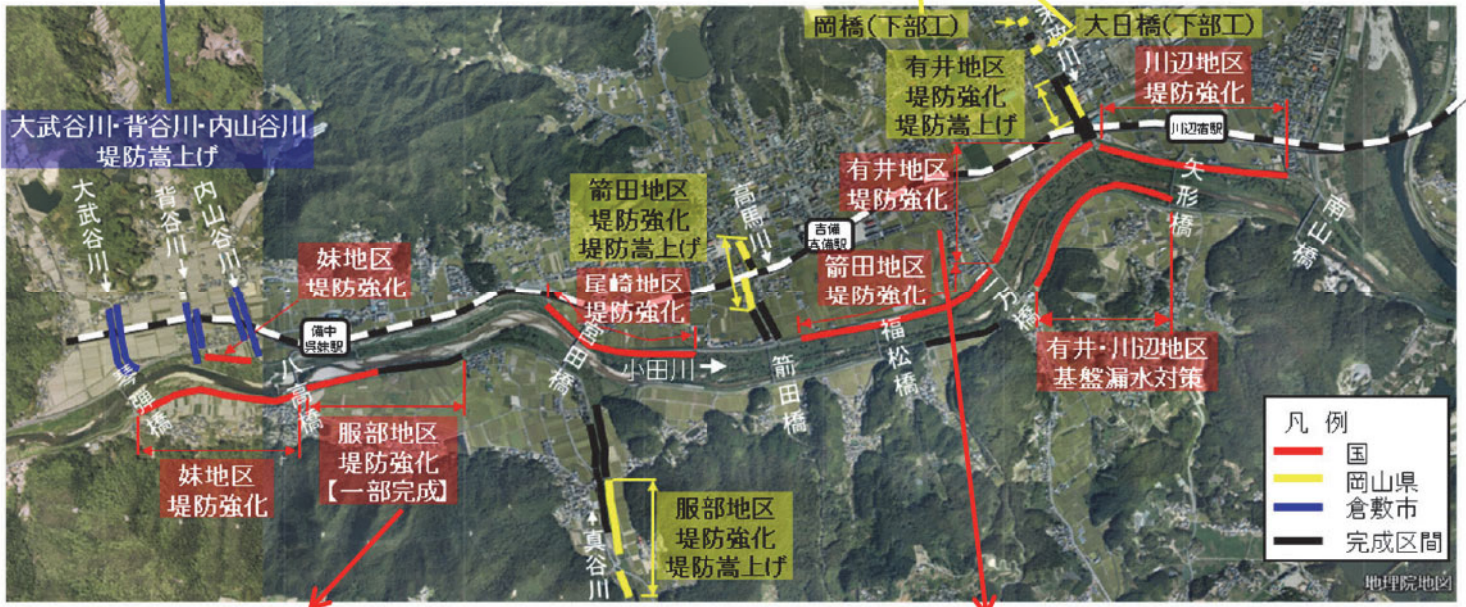 岡橋(下部工)
大日橋(下部工)
有井地区
堤防強化
堤防嵩上げ
川辺地区
堤防強化
川辺宿駅
大武谷川・背谷川・内山谷川
堤防嵩上げ
大武谷川
背谷川
内山谷川
箭田地区
堤防強化
堤防嵩上げ
高馬川
吉備
真備駅
有井地区
堤防強化
矢形橋
南山橋
妹地区
堤防強化
尾崎地区
堤防強化
箭田地区
堤防強化
二万橋
備中
呉妹駅
琴弾橋
八高橋
宮田橋
小田川→
箭田橋
福松橋
有井・川辺地区
基盤漏水対策
妹地区
堤防強化
服部地区
堤防強化
【一部完成】
服部地区
堤防強化
堤防嵩上げ
真谷川
凡例
国
岡山県
倉敷市
完成区間
地理院地図